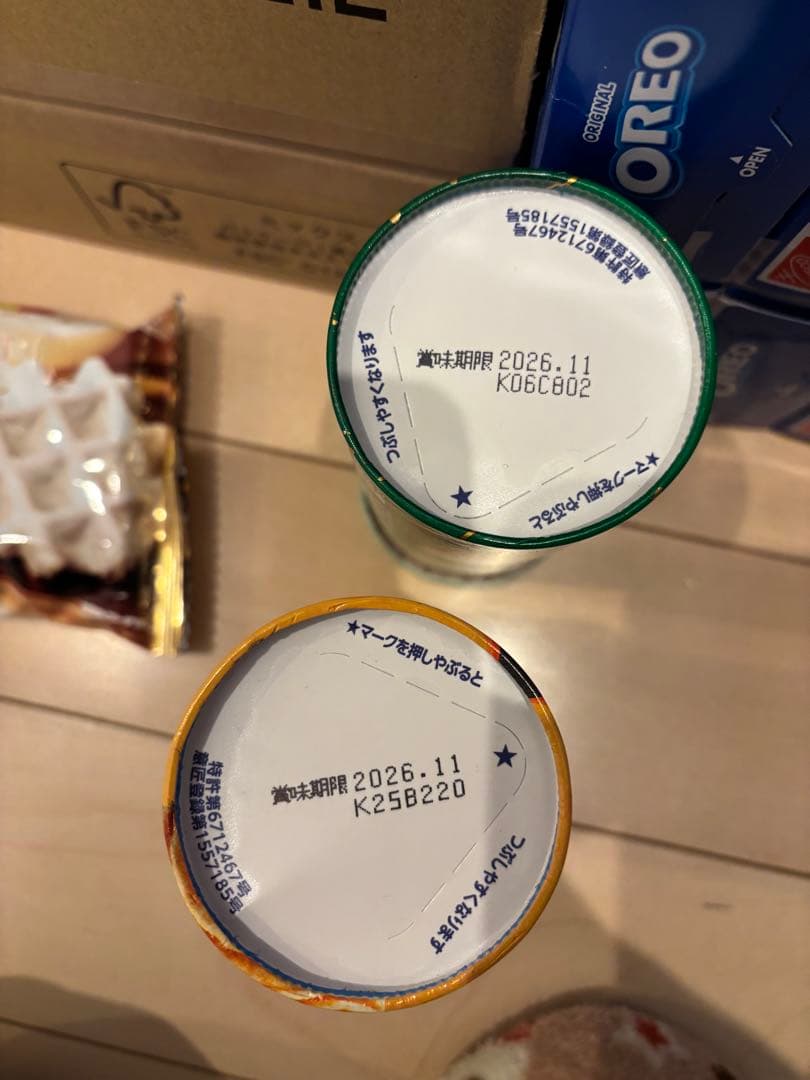 ORIGINAL
OREO
OPEN
特許第6712467号
意匠登録第1557185号
賞味期限 2026.11
K06C802
つぶしやすくなります
★マークを押しやぶると
★マークを押しやぶると
賞味期限 2026.11
K25B220
特許第6712467号
意匠登録第1557185号
つぶしやすくなります